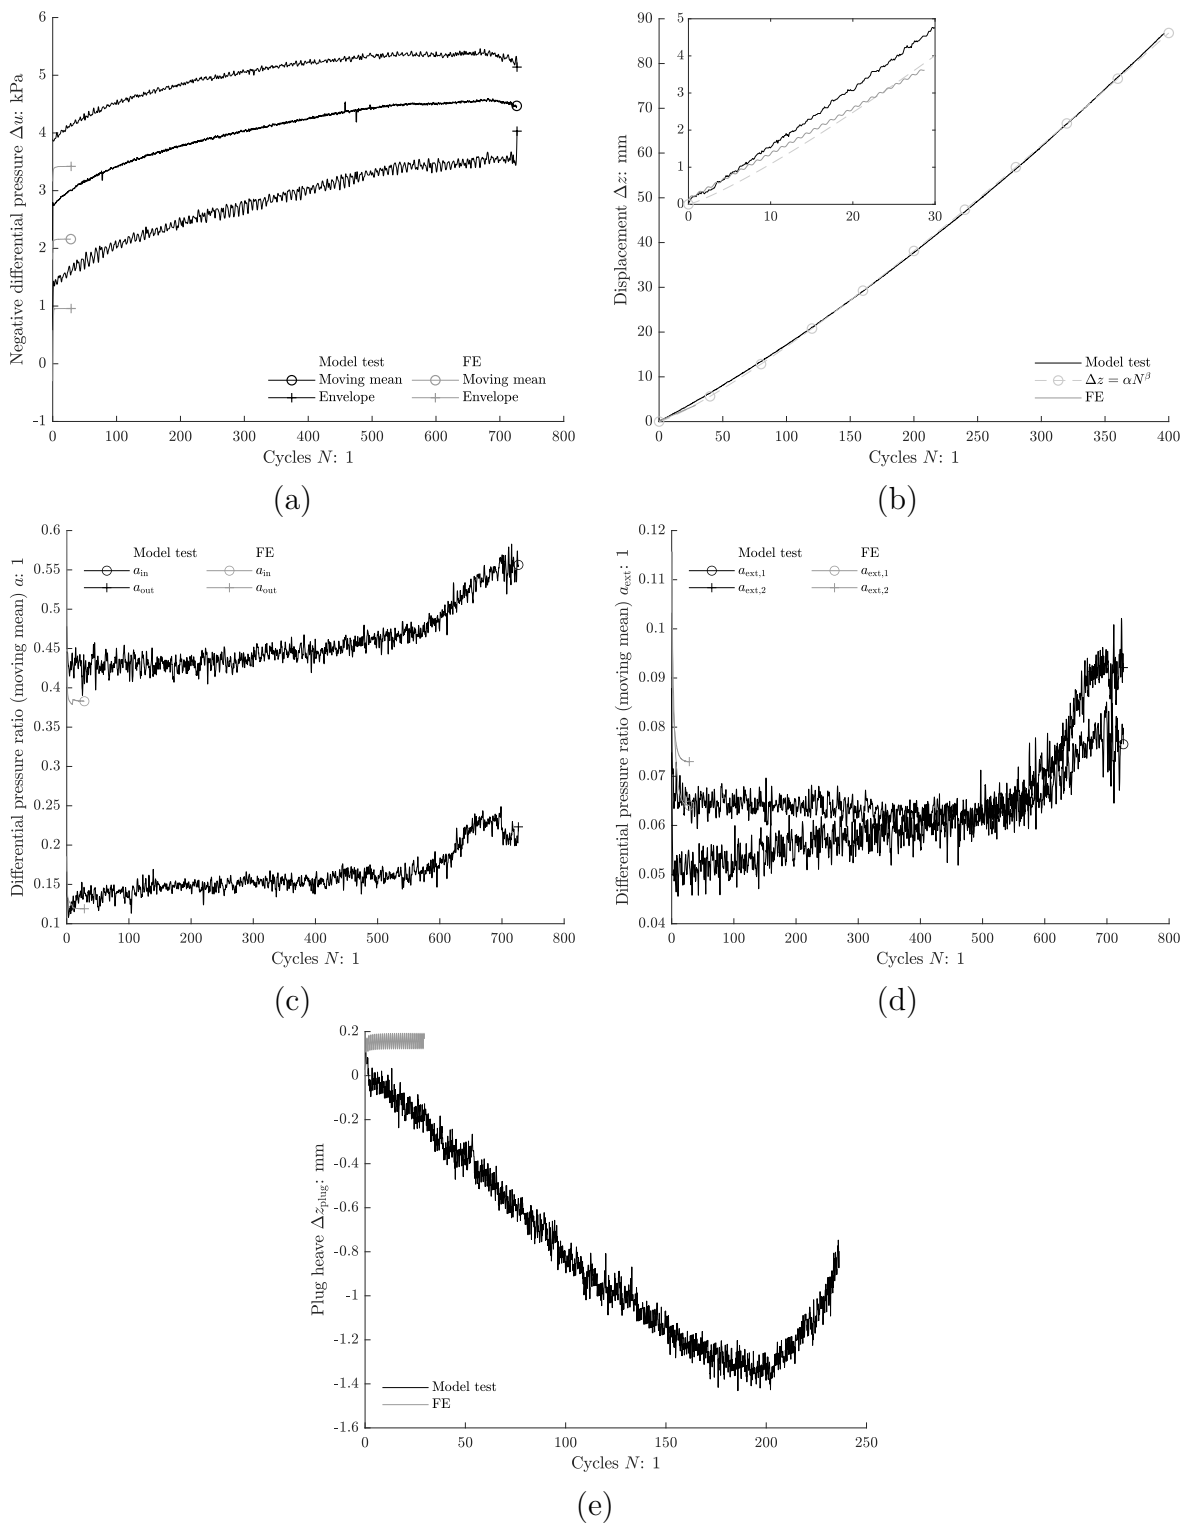 6
5
4
3
2
1
0
-1
0 100 200 300 400 500 600 700 800
Negative differential pressure Δu: kPa
Cycles N: 1
Model test FE
Moving mean Moving mean
Envelope Envelope
(a)
90
80
70
60
50
40
30
20
10
0
0 50 100 150 200 250 300 350 400
Displacement Δz: mm
Cycles N: 1
5
4
3
2
1
0
0 10 20 30
Model test
Δz = αN^β
FE
(b)
0.6
0.55
0.5
0.45
0.4
0.35
0.3
0.25
0.2
0.15
0.1
0 100 200 300 400 500 600 700 800
Differential pressure ratio (moving mean) a: 1
Cycles N: 1
Model test FE
a_in a_in
a_out a_out
(c)
0.12
0.11
0.1
0.09
0.08
0.07
0.06
0.05
0.04
0 100 200 300 400 500 600 700 800
Differential pressure ratio (moving mean) a_ext: 1
Cycles N: 1
Model test FE
a_ext,1 a_ext,1
a_ext,2 a_ext,2
(d)
0.2
0
-0.2
-0.4
-0.6
-0.8
-1
-1.2
-1.4
-1.6
0 50 100 150 200 250
Plug heave Δz_plug: mm
Cycles N: 1
Model test
FE
(e)